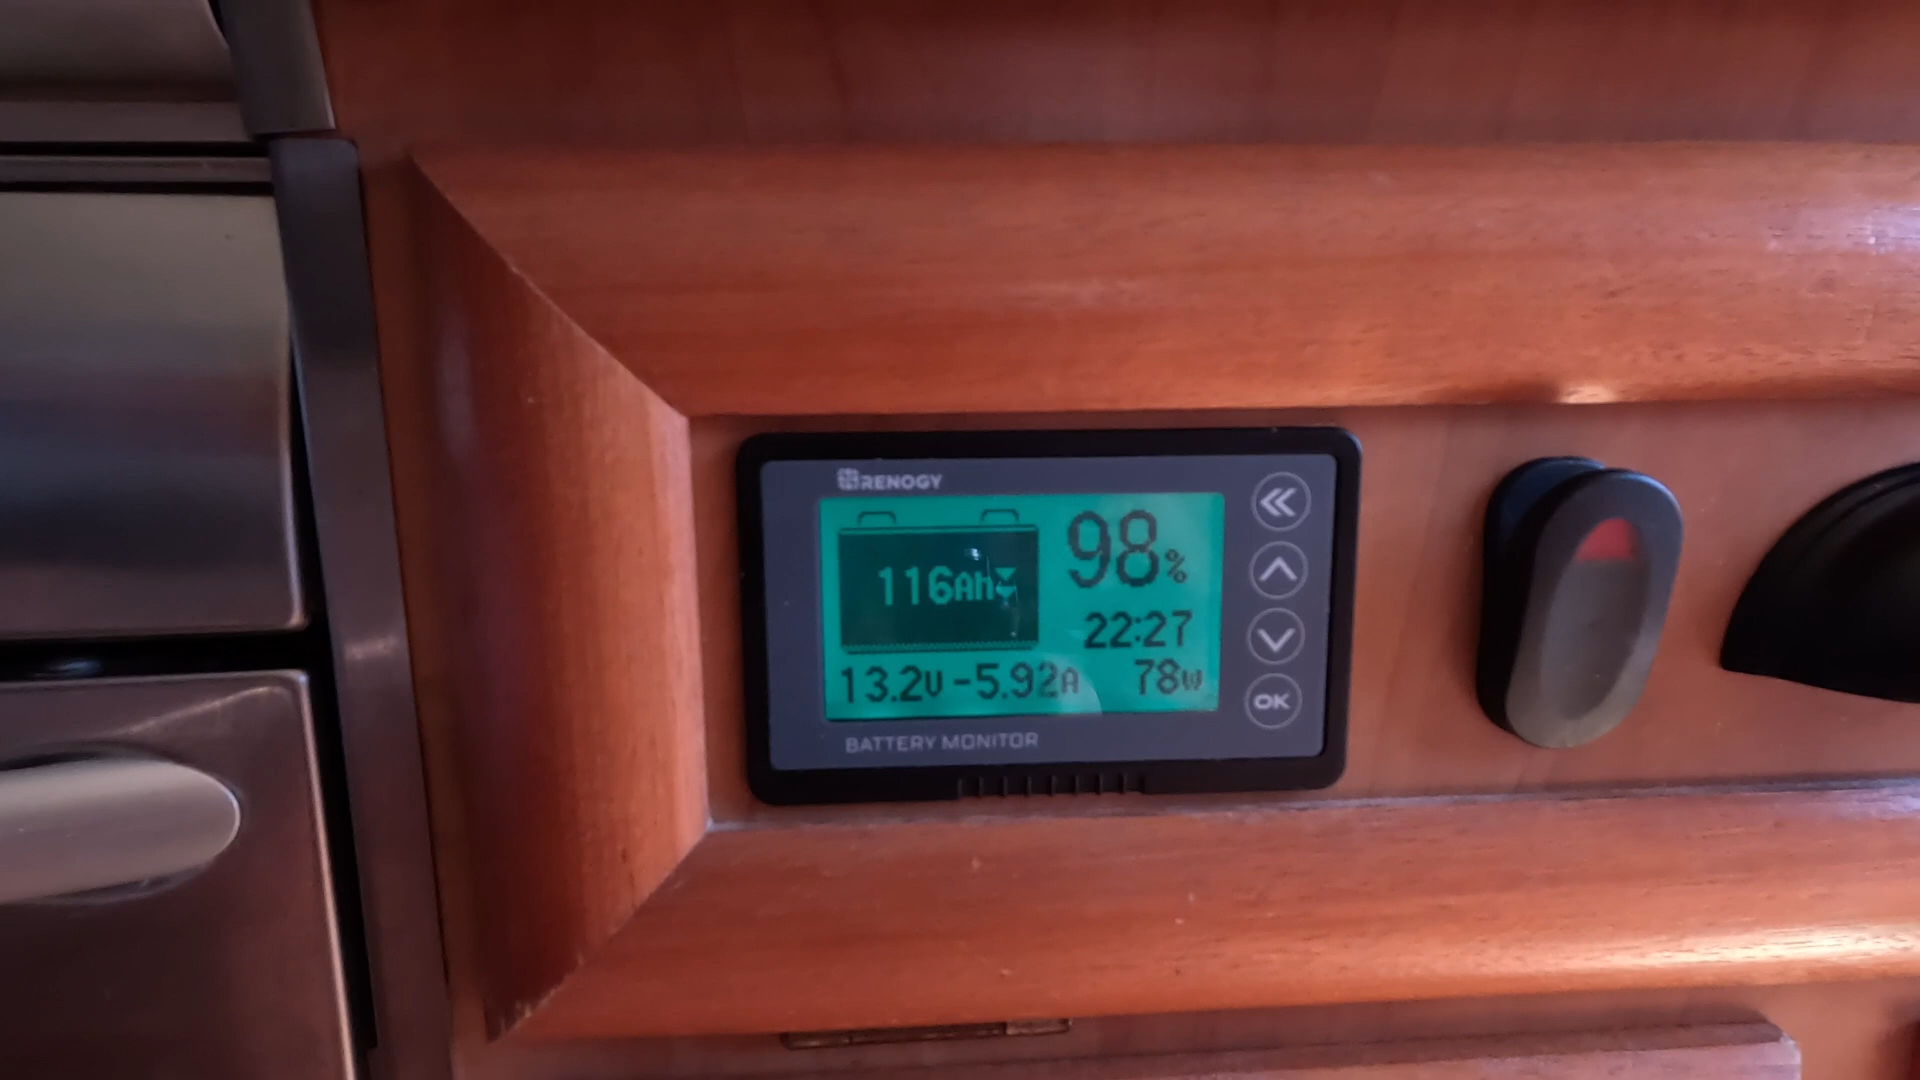 RENOGY
116Ah
98%
22:27
13.2V -5.92A 78W
OK
BATTERY MONITOR